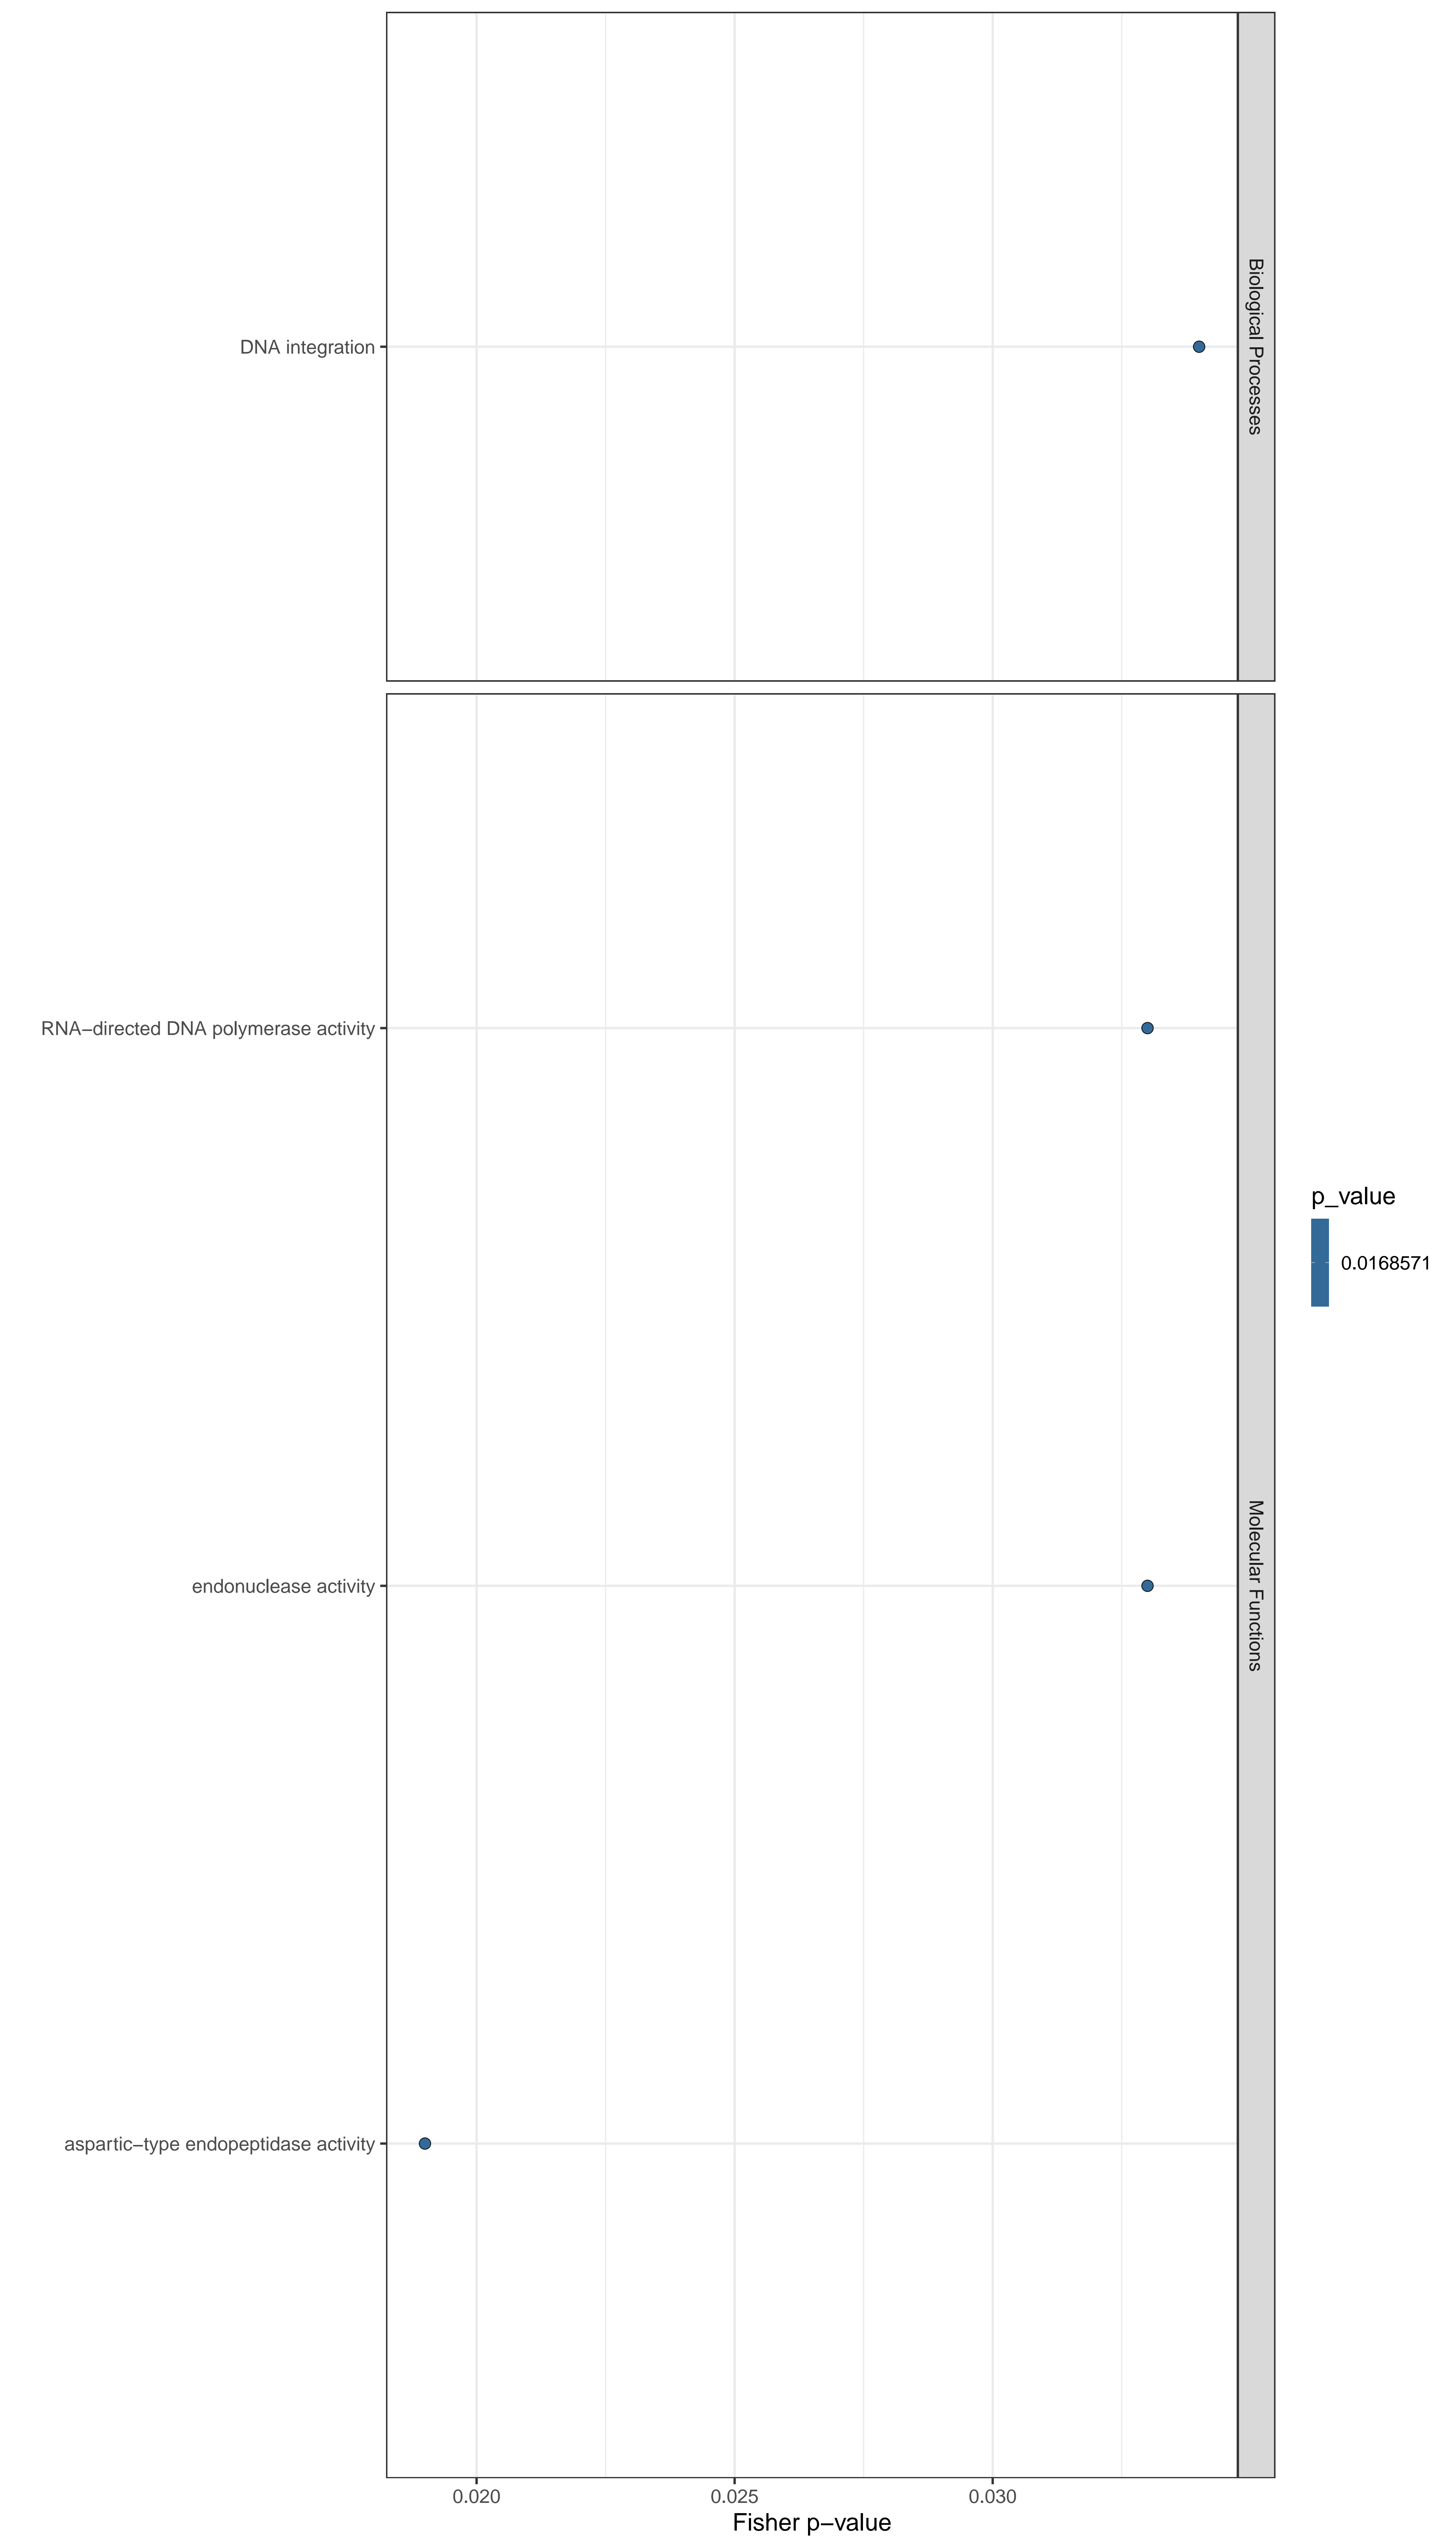 Biological Processes
DNA integration
RNA−directed DNA polymerase activity
endonuclease activity
aspartic−type endopeptidase activity
Molecular Functions
0.020 0.025 0.030
Fisher p−value
p_value
0.0168571